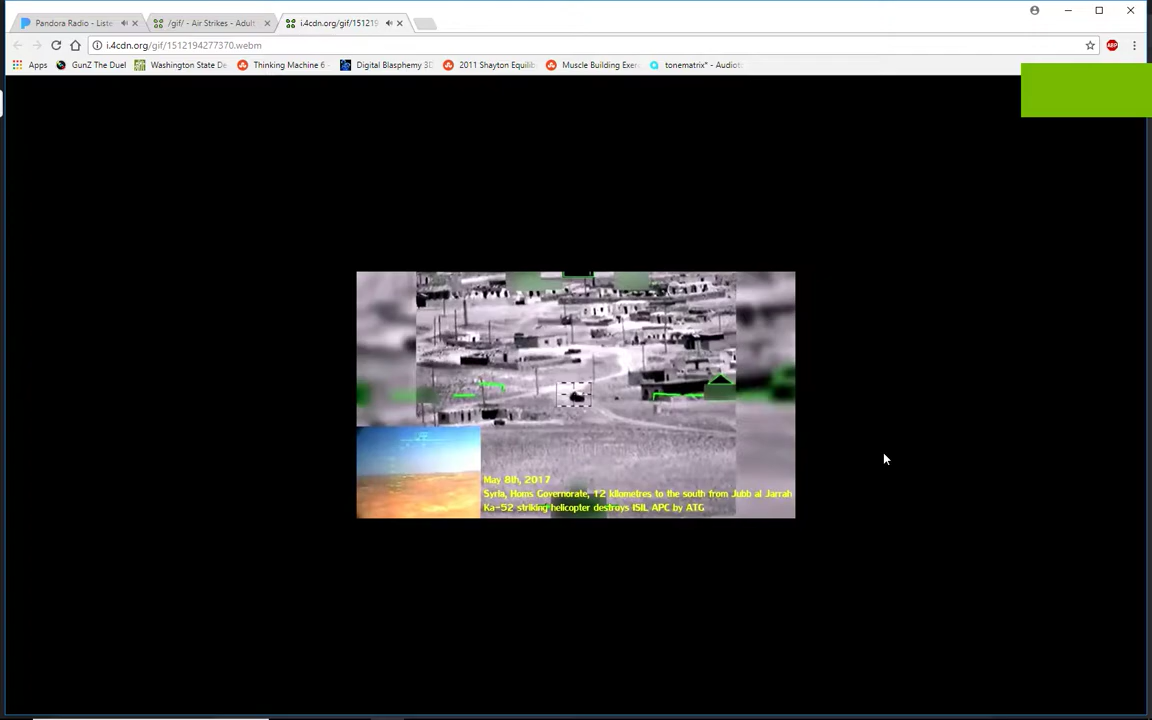 Pandora Radio - Liste
/gif/ - Air Strikes - Adult
i.4cdn.org/gif/151219
i.4cdn.org/gif/1512194277370.webm
Apps
GunZ The Duel
Washington State De
Thinking Machine 6 -
Digital Blasphemy 3D
2011 Shayton Equilib
Muscle Building Exer
tonematrix* - Audiot
ABP
May 8th, 2017
Syria, Homs Governorate, 12 kilometres to the south from Jubb al Jarrah
Ka-52 striking helicopter destroys ISIL APC by ATG